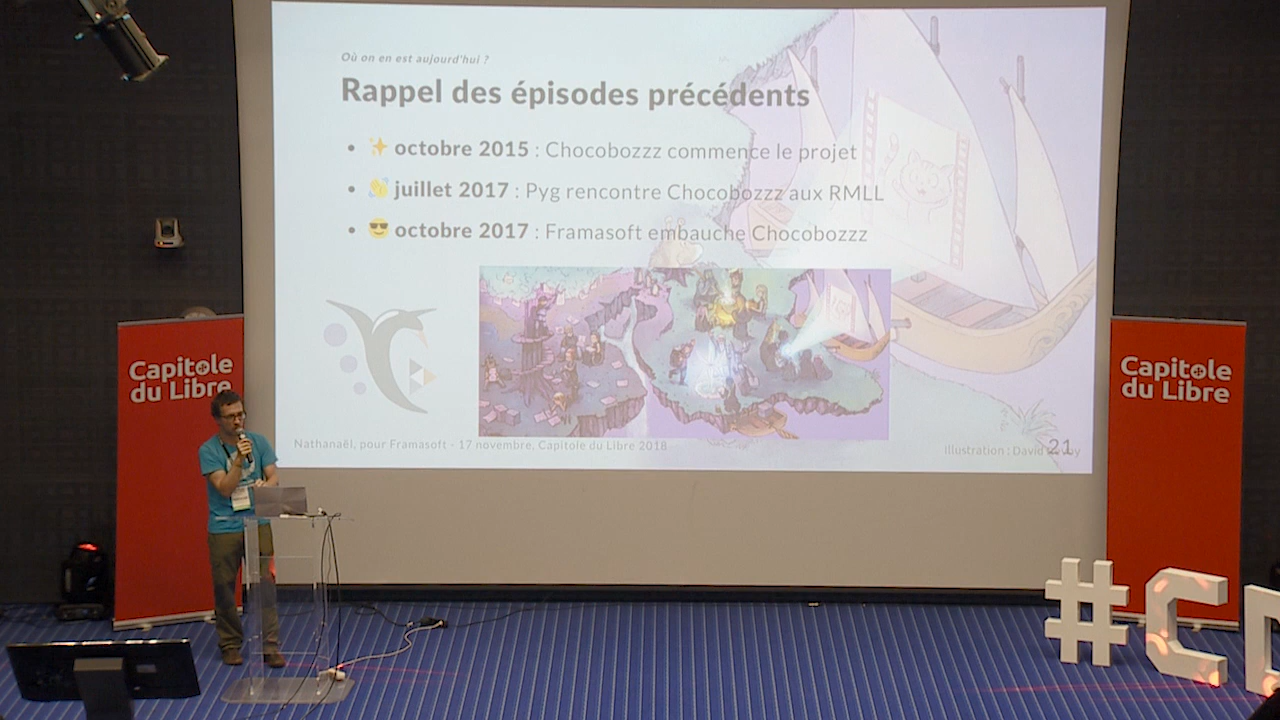 Où on en est aujourd'hui ?
Rappel des épisodes précédents
• ✨ octobre 2015 : Chocobozzz commence le projet
• juillet 2017 : Pyg rencontre Chocobozzz aux RMLL
• 😎 octobre 2017 : Framasoft embauche Chocobozzz
Nathanaël, pour Framasoft - 17 novembre, Capitole du Libre 2018
Illustration : David
21
Capitole
du Libre
Capitole
du Libre
#C